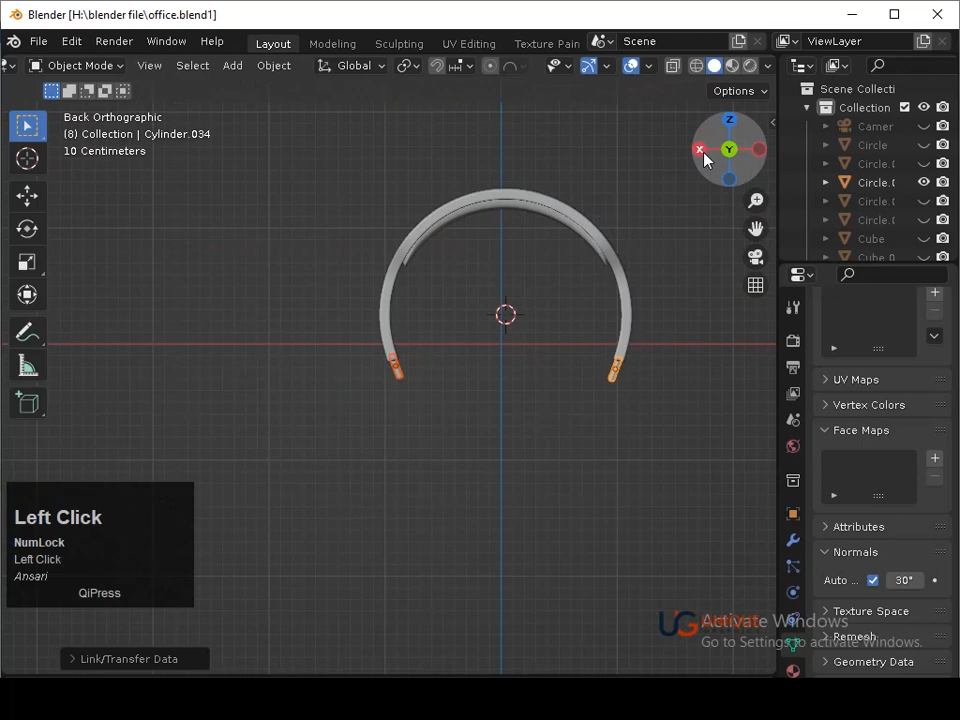 Blender [H:\blender file\office.blend1]
File Edit Render Window Help Layout Modeling Sculpting UV Editing Texture Pain Scene ViewLayer
Object Mode View Select Add Object Global
Options
Back Orthographic
(8) Collection | Cylinder.034
10 Centimeters
Z
X
Y
Scene Collecti
Collection
Camer
Circle
Circle.0
Circle.0
Circle.0
Circle.0
Cube
Cube.0
UV Maps
Vertex Colors
Face Maps
Attributes
Normals
Auto ... 30°
Texture Space
Remesh
Geometry Data
Left Click
NumLock
Left Click
Ansari
QiPress
Link/Transfer Data
UG
Activate Windows
Go to Settings to activate Windows.